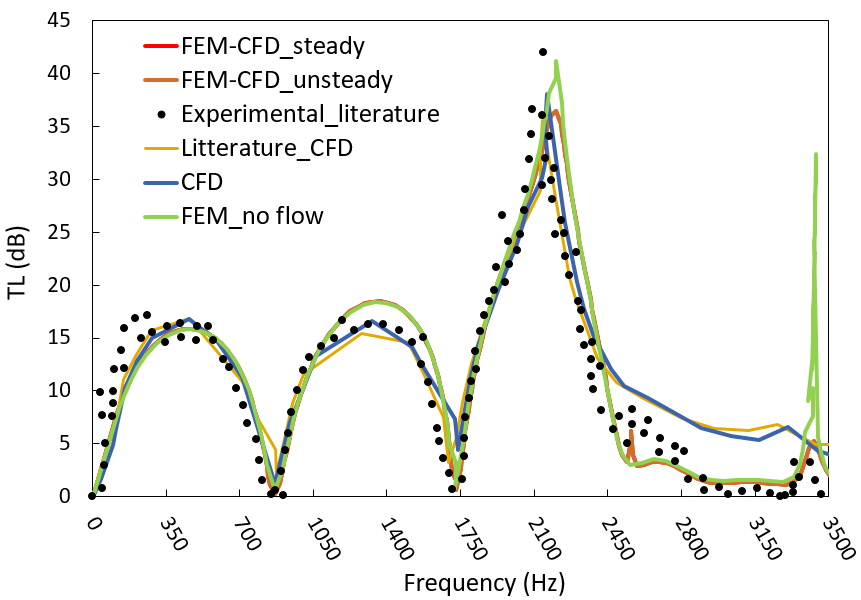 45
40
35
30
25
20
15
10
5
0
TL (dB)
FEM-CFD_steady
FEM-CFD_unsteady
Experimental_literature
Litterature_CFD
CFD
FEM_no flow
0
350
700
1050
1400
1750
2100
2450
2800
3150
3500
Frequency (Hz)